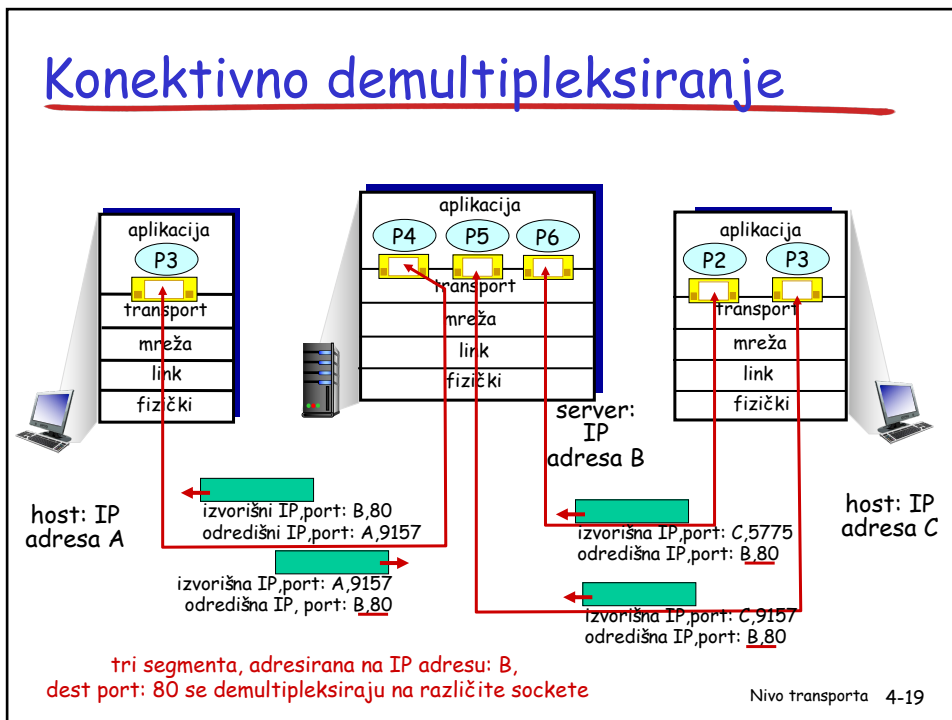 Konektivno demultipleksiranje
aplikacija
P3
transport
mreža
link
fizički
host: IP
adresa A
aplikacija
P4
P5
P6
transport
mreža
link
fizički
server:
IP
adresa B
aplikacija
P2
P3
transport
mreža
link
fizički
host: IP
adresa C
izvorišni IP,port: B,80
odredišni IP,port: A,9157
izvorišna IP,port: A,9157
odredišna IP, port: B,80
izvorišna IP,port: C,5775
odredišna IP,port: B,80
izvorišna IP,port: C,9157
odredišna IP,port: B,80
tri segmenta, adresirana na IP adresu: B,
dest port: 80 se demultipleksiraju na različite sockete
Nivo transporta 4-19